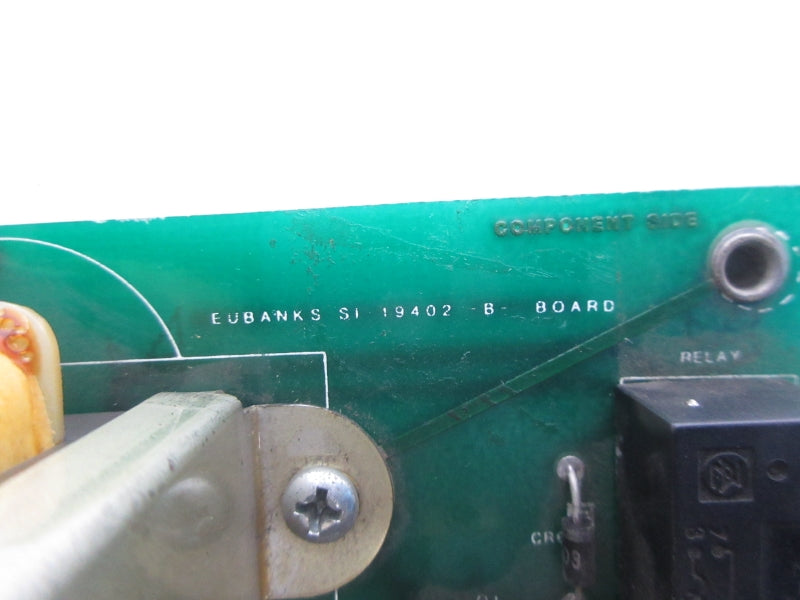 COMPONENT SIDE
EUBANKS SI 19402 -B- BOARD
RELAY